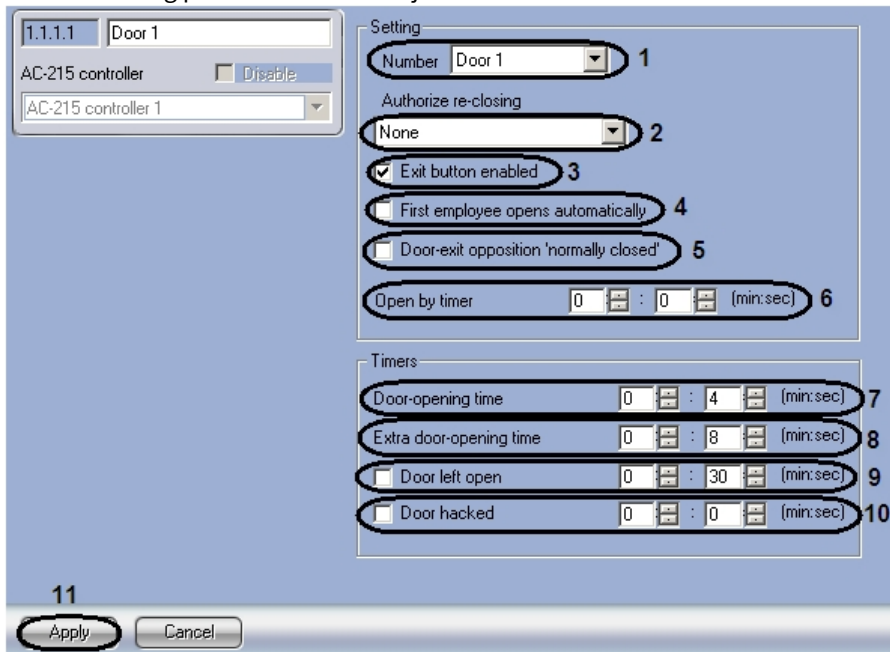 1.1.1.1 Door 1
AC-215 controller Disable
AC-215 controller 1
Setting
Number Door 1 1
Authorize re-closing
None 2
Exit button enabled 3
First employee opens automatically 4
Door-exit opposition 'normally closed' 5
Open by timer 0 : 0 (min:sec) 6
Timers
Door-opening time 0 : 4 (min:sec) 7
Extra door-opening time 0 : 8 (min:sec) 8
Door left open 0 : 30 (min:sec) 9
Door hacked 0 : 0 (min:sec) 10
11
Apply Cancel